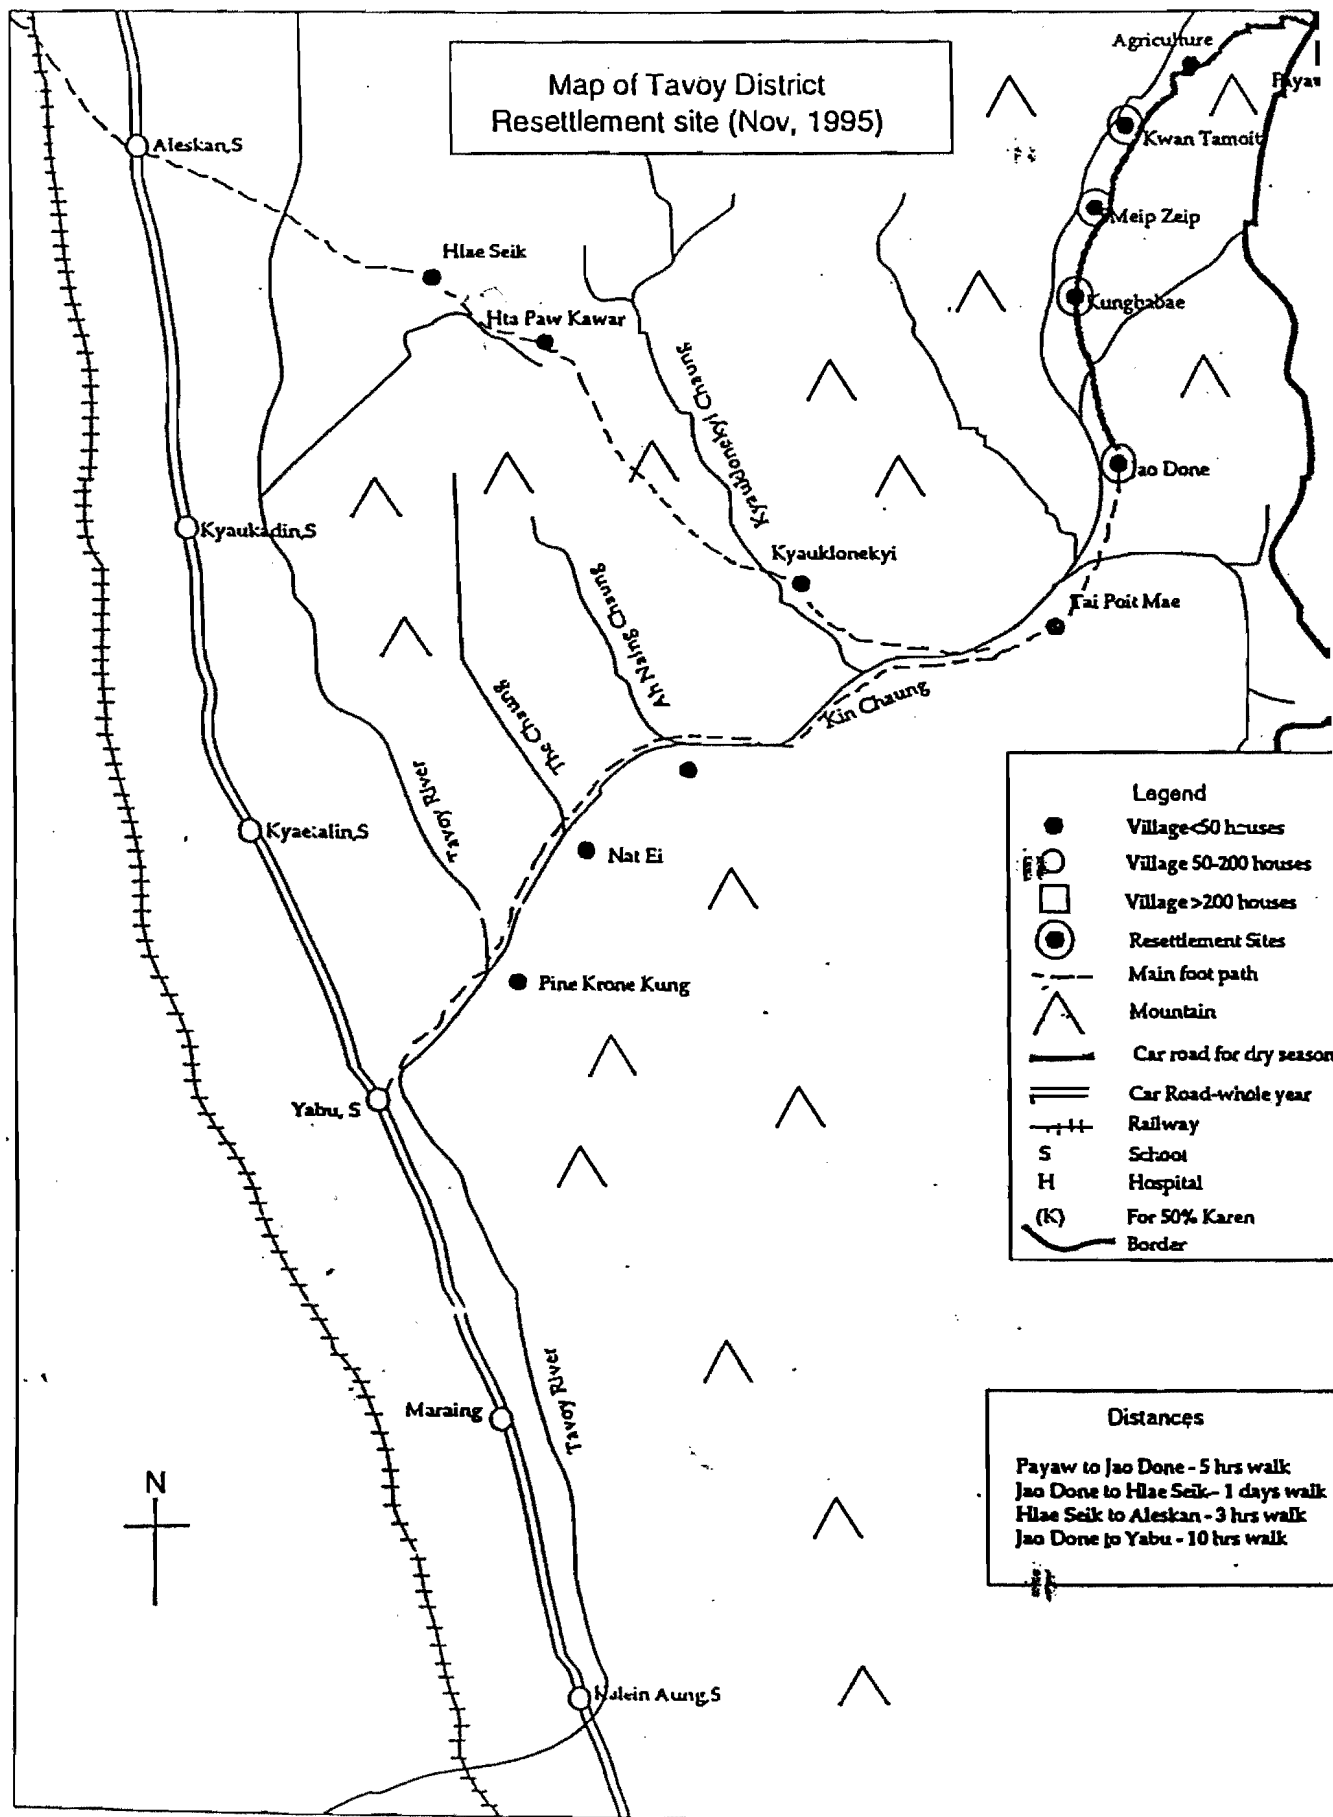 Map of Tavoy District
Resettlement site (Nov, 1995)
Agriculture
Kwan Tamoit
Aleskan,S
Meip Zeip
Hlae Seik
Kungbabae
Hta Paw Kawar
Kyauklonekyi Chaung
Jao Done
Kyaukadin,S
Kyauklonekyi
Tai Poit Mae
Ah Naing Chaung
The Chaung
Kin Chaung
Tavoy River
Kyaetalin,S
Nat Ei
Pine Krone Kung
Yabu, S
Legend
Village<50 houses
Village 50-200 houses
Village >200 houses
Resettlement Sites
Main foot path
Mountain
Car road for dry season
Car Road-whole year
Railway
S School
H Hospital
(K) For 50% Karen
Border
Tavoy River
Maraing
N
Distances
Payaw to Jao Done - 5 hrs walk
Jao Done to Hlae Seik - 1 days walk
Hlae Seik to Aleskan - 3 hrs walk
Jao Done to Yabu - 10 hrs walk
Aung,S